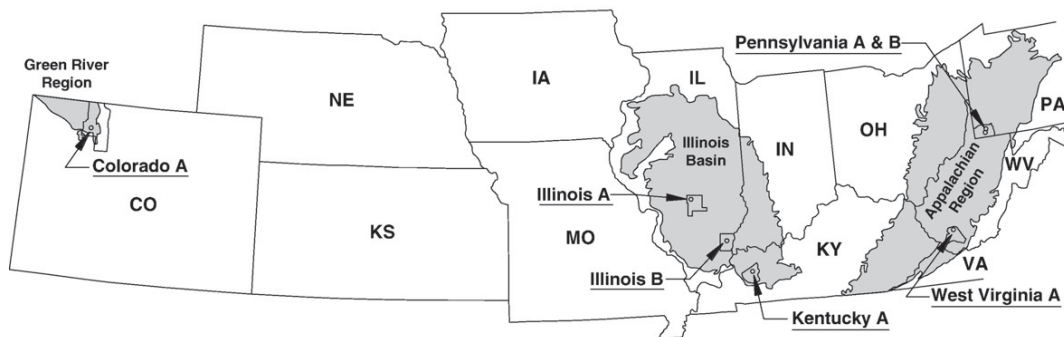 Pennsylvania A & B
Green River
Region
IA
IL
NE
PA
OH
Illinois
Basin
IN
WV
Colorado A
Appalachian
Region
Illinois A
CO
KS
MO
KY
VA
Illinois B
West Virginia A
Kentucky A